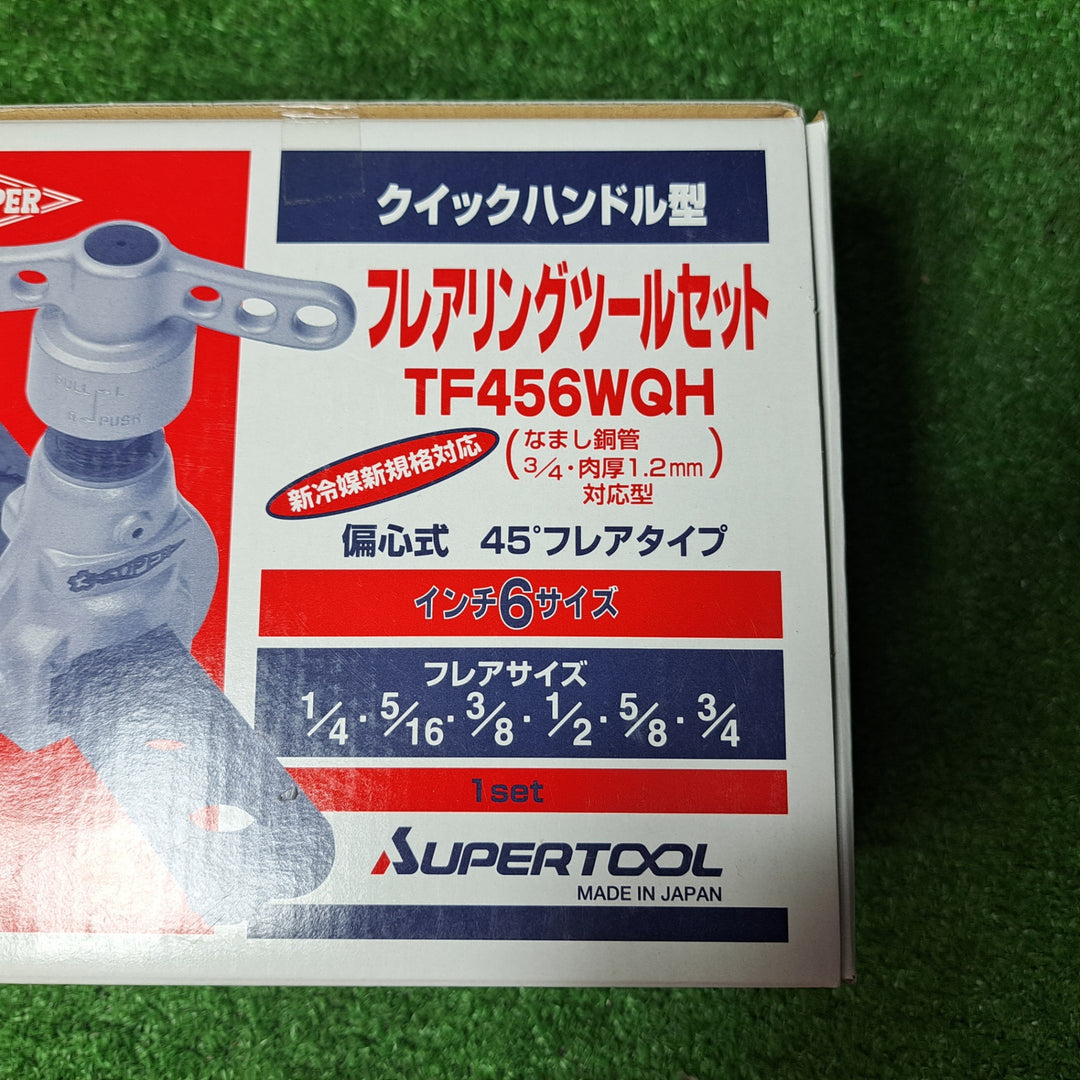 PER
クイックハンドル型
フレアリングツールセット
TF456WQH
新冷媒新規格対応
(なまし銅管
3/4・肉厚1.2mm)
対応型
偏心式 45°フレアタイプ
インチ6サイズ
フレアサイズ
1/4・5/16・3/8・1/2・5/8・3/4
1set
SUPERTOOL
MADE IN JAPAN
PULL L
R PUSH
SUPER